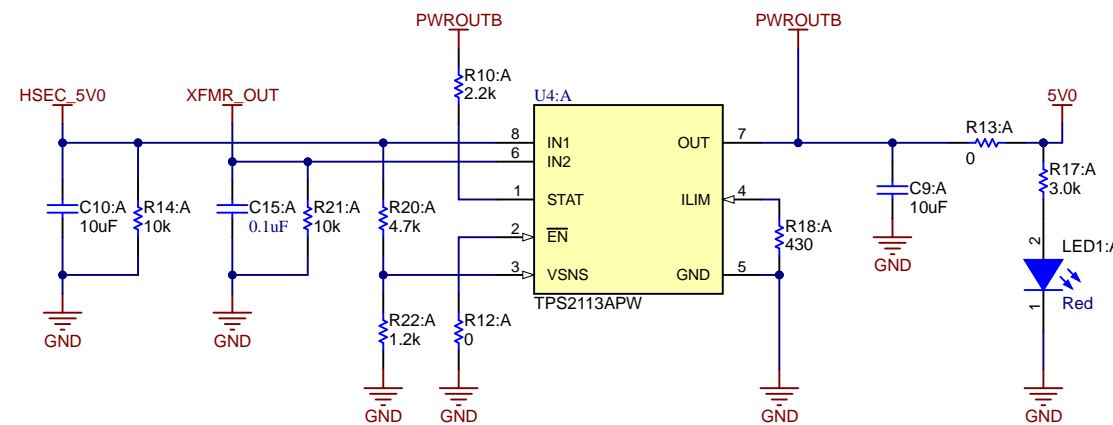 PWROUTB
PWROUTB
HSEC_5V0
XFMR_OUT
R10:A
2.2k
U4:A
5V0
R13:A
0
8
IN1
OUT
7
6
IN2
1
STAT
ILIM
4
2
EN
3
VSNS
GND
5
TPS2113APW
C10:A
10uF
R14:A
10k
C15:A
0.1uF
R21:A
10k
R20:A
4.7k
R18:A
430
C9:A
10uF
R17:A
3.0k
2
LED1:A
Red
1
R22:A
1.2k
R12:A
0
GND
GND
GND
GND
GND
GND
GND